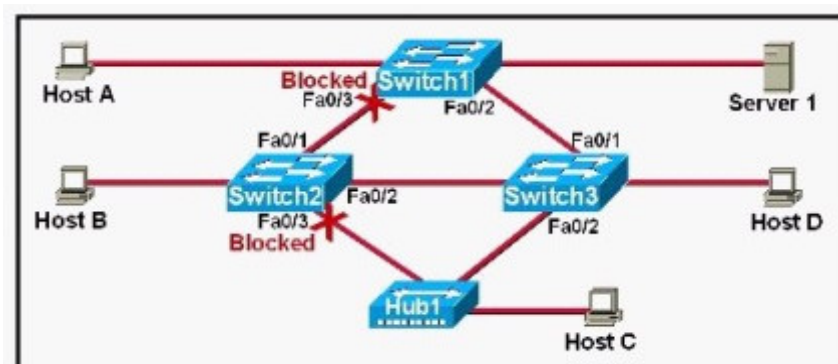 Blocked
Switch1
Host A
Fa0/3
Fa0/2
Server 1
Fa0/1
Fa0/1
Switch2
Fa0/2
Switch3
Host B
Fa0/3
Fa0/2
Host D
Blocked
Hub1
Host C